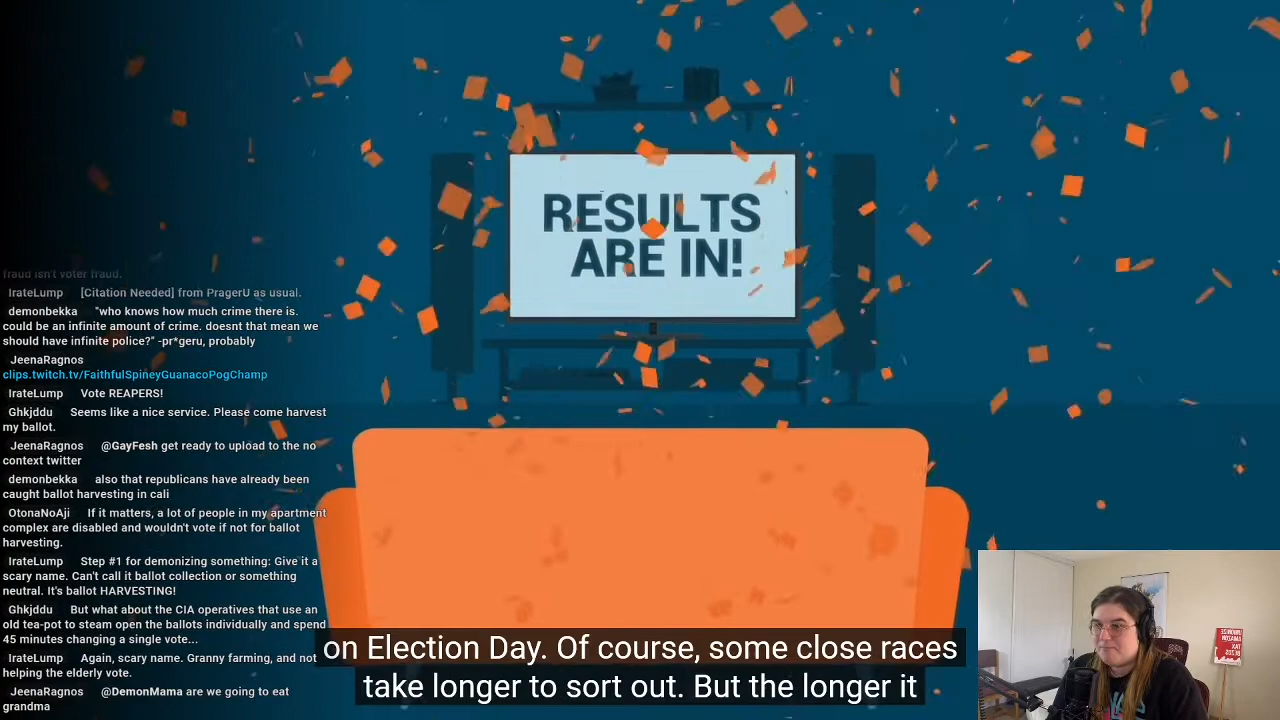 RESULTS
ARE IN!
fraud isn't voter fraud.
IrateLump [Citation Needed] from PragerU as usual.
demonbekka "who knows how much crime there is.
could be an infinite amount of crime. doesnt that mean we
should have infinite police?" -pr*geru, probably
JeenaRagnos
clips.twitch.tv/FaithfulSpineyGuanacoPogChamp
IrateLump Vote REAPERS!
Ghkjddu Seems like a nice service. Please come harvest
my ballot.
JeenaRagnos @GayFesh get ready to upload to the no
context twitter
demonbekka also that republicans have already been
caught ballot harvesting in cali
OtonaNoAji If it matters, a lot of people in my apartment
complex are disabled and wouldn't vote if not for ballot
harvesting.
IrateLump Step #1 for demonizing something: Give it a
scary name. Can't call it ballot collection or something
neutral. It's ballot HARVESTING!
Ghkjddu But what about the CIA operatives that use an
old tea-pot to steam open the ballots individually and spend
45 minutes changing a single vote...
IrateLump Again, scary name. Granny farming, and not
helping the elderly vote.
JeenaRagnos @DemonMama are we going to eat
grandma
on Election Day. Of course, some close races
take longer to sort out. But the longer it